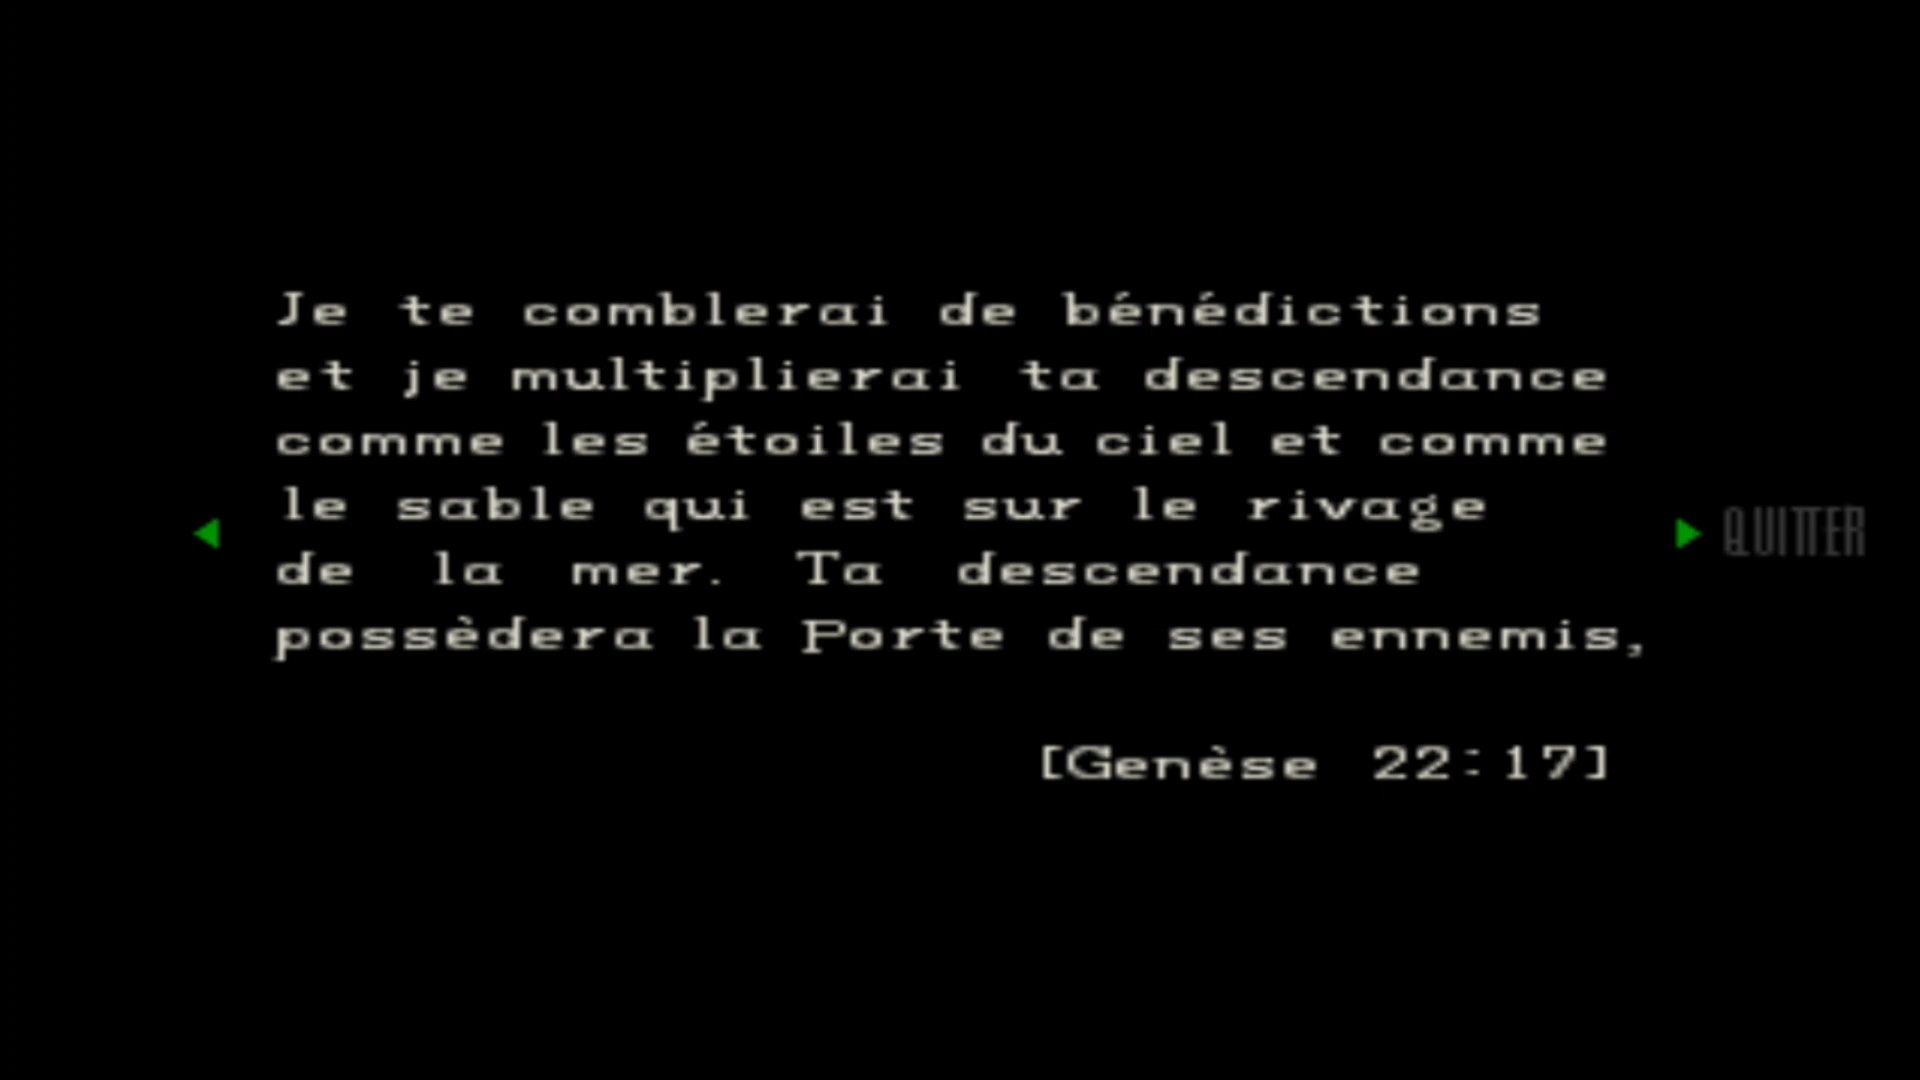 Je te comblerai de bénédictions
et je multiplierai ta descendance
comme les étoiles du ciel et comme
le sable qui est sur le rivage
de la mer. Ta descendance
possèdera la Porte de ses ennemis,
[Genèse 22:17]
QUITTER